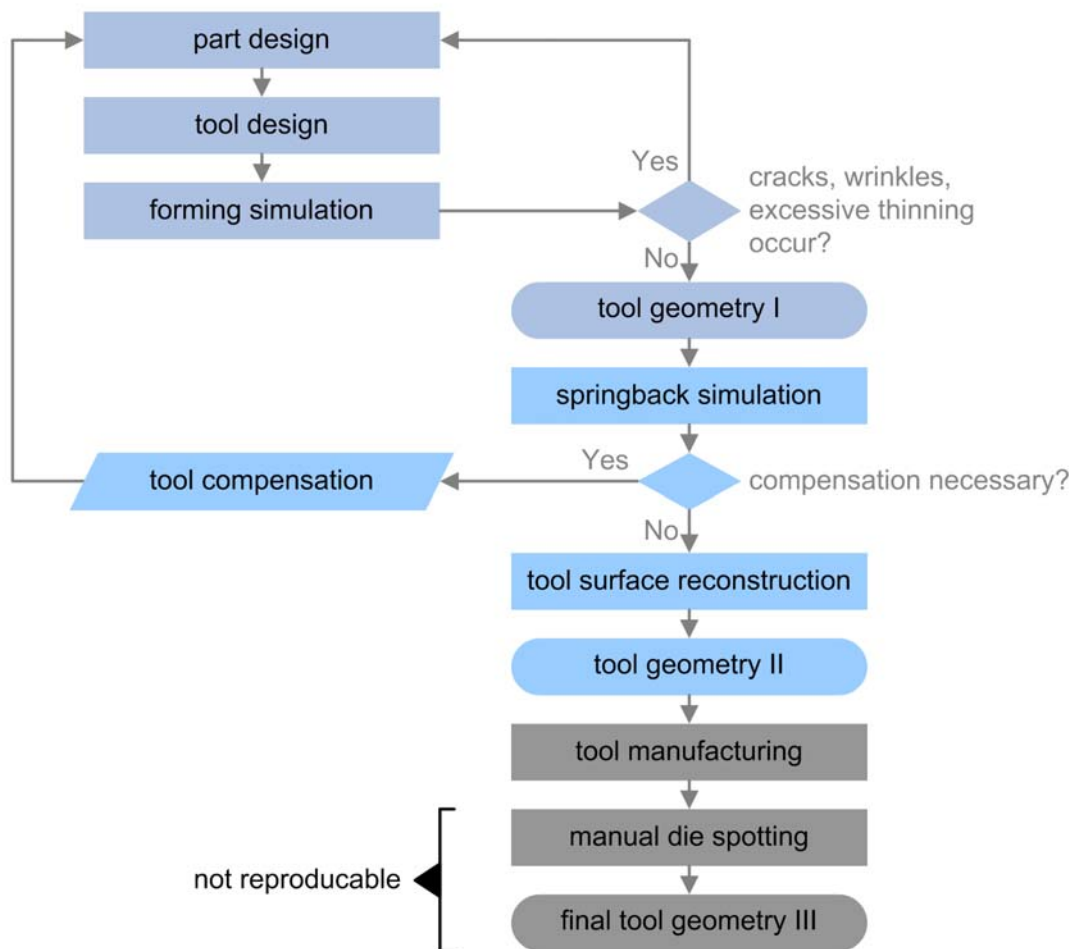 part design
tool design
Yes
cracks, wrinkles,
excessive thinning
occur?
forming simulation
No
tool geometry I
springback simulation
Yes
tool compensation
compensation necessary?
No
tool surface reconstruction
tool geometry II
tool manufacturing
manual die spotting
not reproducable
final tool geometry III